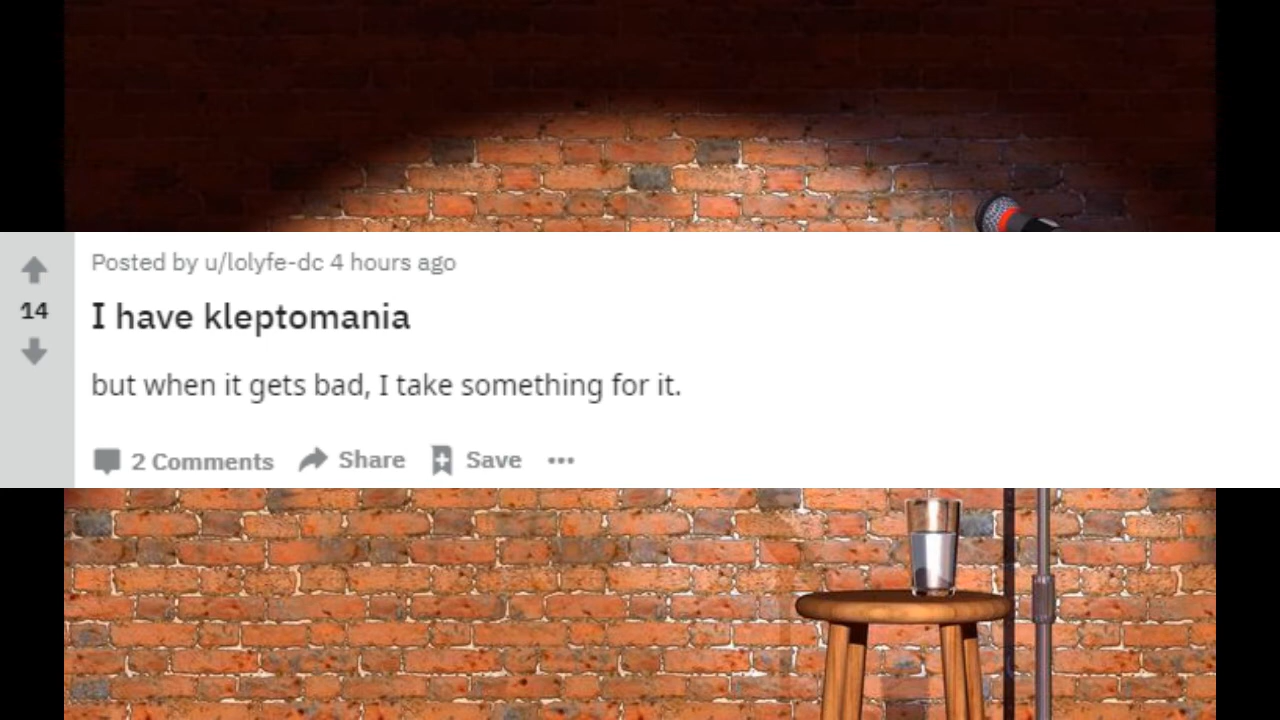 Posted by u/lolyfe-dc 4 hours ago
14
I have kleptomania
but when it gets bad, I take something for it.
2 Comments Share Save